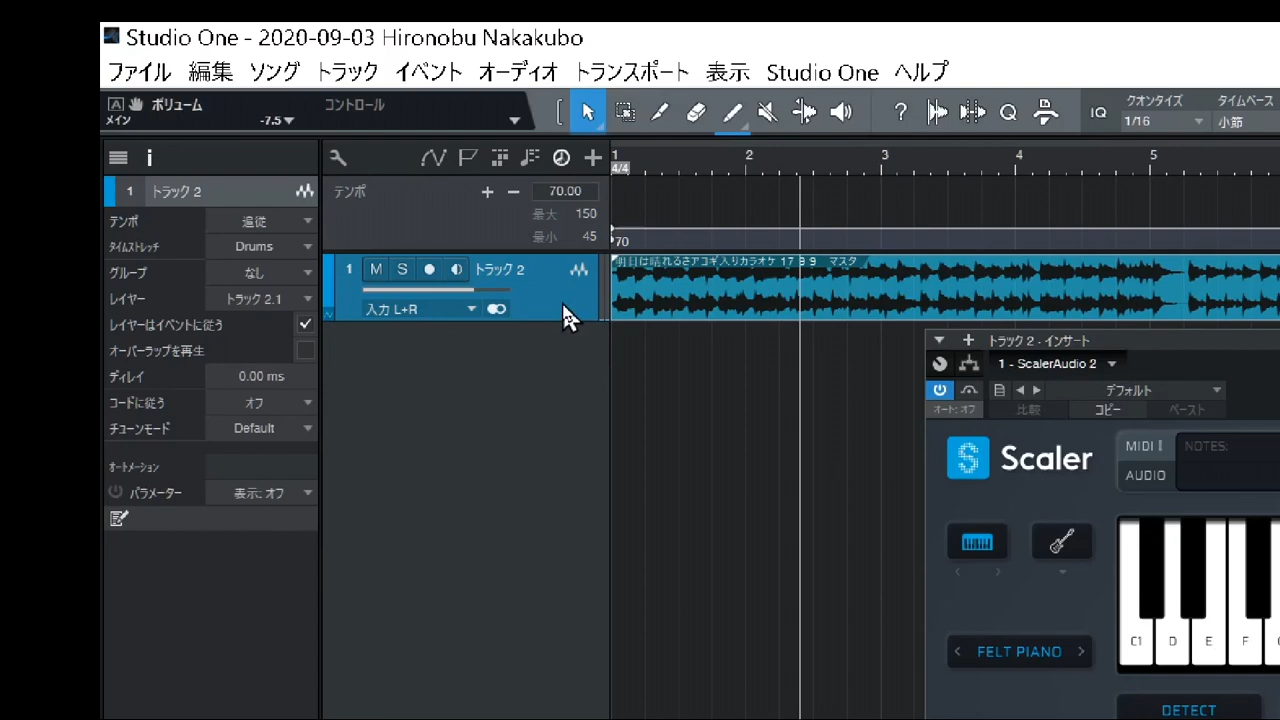 Studio One - 2020-09-03 Hironobu Nakakubo
ファイル 編集 ソング トラック イベント オーディオ トランスポート 表示 Studio One ヘルプ
A ボリューム コントロール
メイン -7.5
IQ クオンタイズ タイムベース
1/16 小節
i
1 トラック 2
テンポ 追従
タイムストレッチ Drums
グループ なし
レイヤー トラック 2.1
レイヤーはイベントに従う
オーバーラップを再生
ディレイ 0.00 ms
コードに従う オフ
チューンモード Default
オートメーション
パラメーター 表示: オフ
1 2 3 4 5
4/4
テンポ + - 70.00
最大 150
最小 45
70
1 M S トラック 2
入力 L+R
明日は晴れるさアコギ入りカラオケ 17 9 9 マスタ
トラック 2 - インサート
1 - ScalerAudio 2
デフォルト
オート: オフ 比較 コピー ペースト
S Scaler
MIDI NOTES:
AUDIO
C1 D E F
FELT PIANO
DETECT